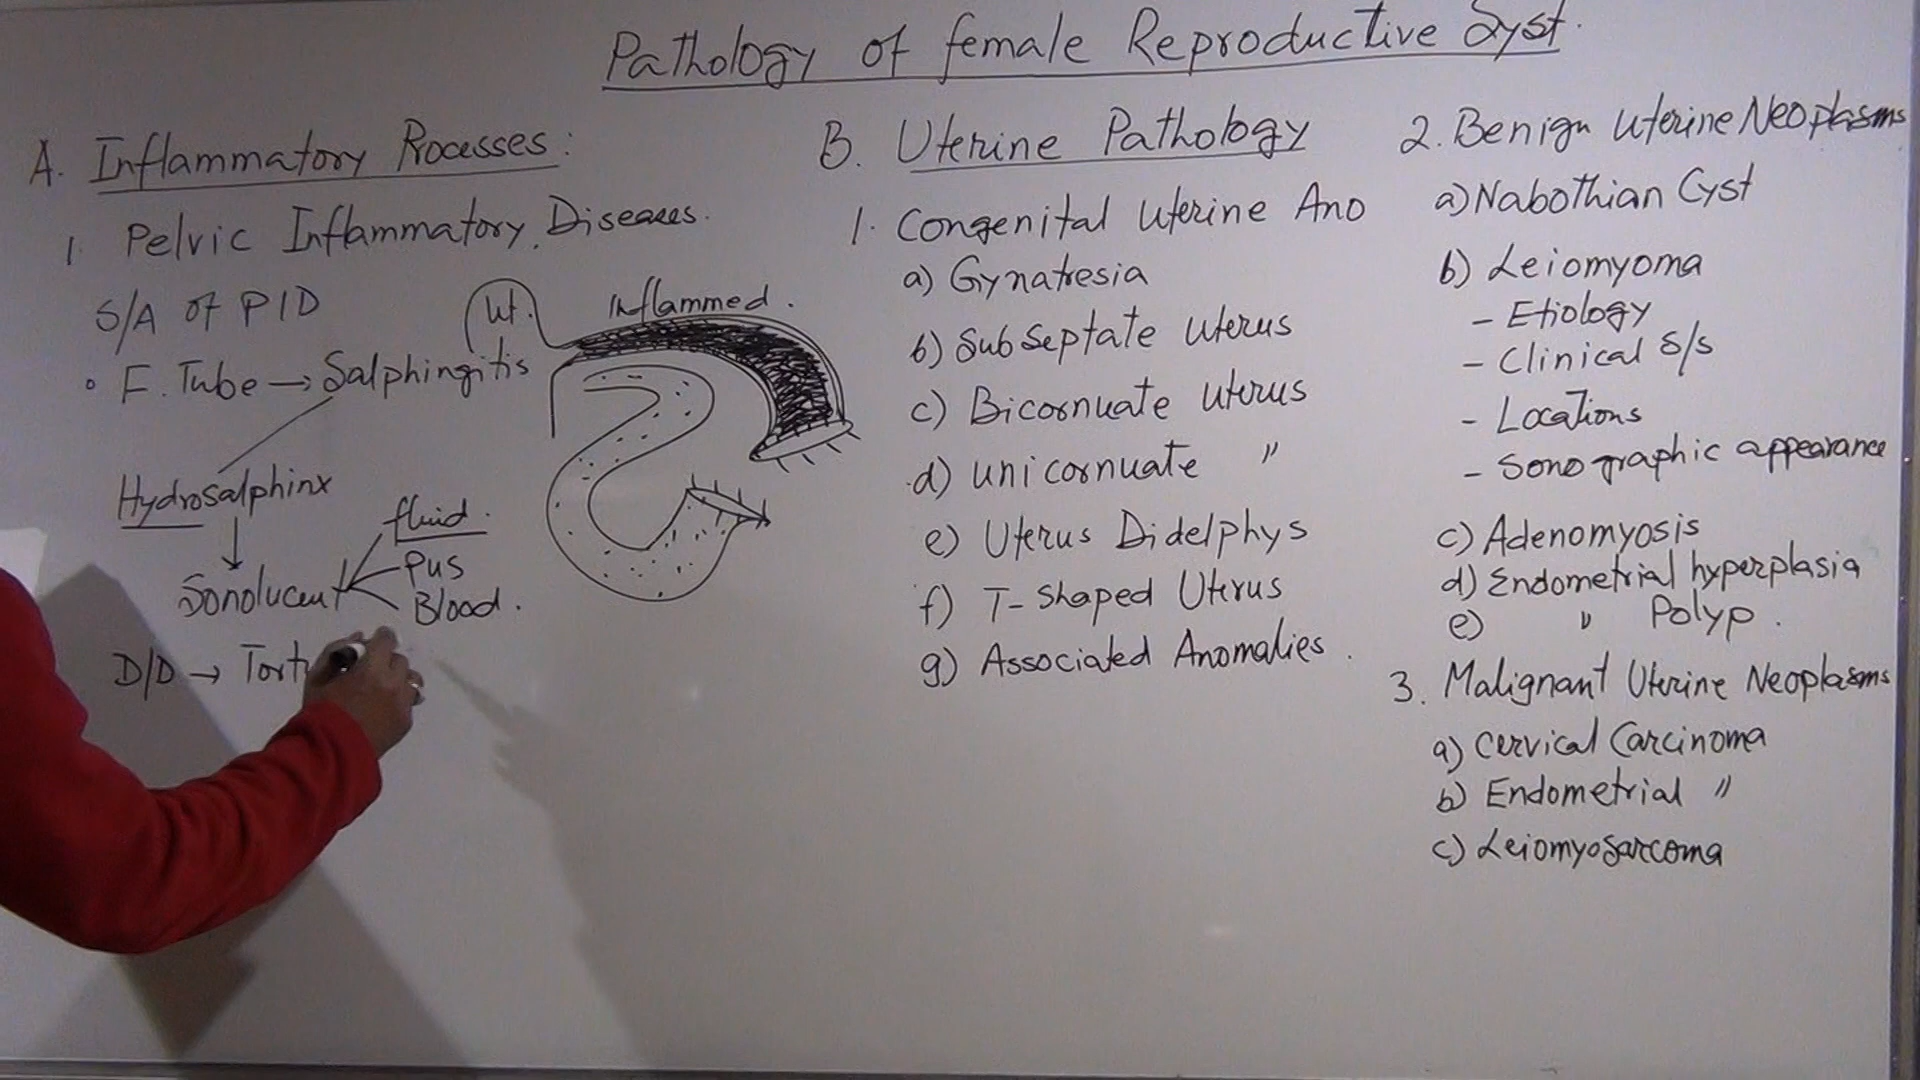 Pathology of female Reproductive Syst.
A. Inflammatory Processes:
1. Pelvic Inflammatory Diseases.
S/A of PID
F. Tube → Salphingitis
Ut.
Inflammed.
Hydrosalphinx
Sonolucent
fluid.
Pus
Blood.
D/D → Tort
B. Uterine Pathology
1. Congenital Uterine Ano
a) Gynatresia
b) Subseptate Uterus
c) Bicornuate Uterus
d) unicornuate "
e) Uterus Didelphys
f) T-Shaped Uterus
g) Associated Anomalies.
2. Benign Uterine Neoplasms
a) Nabothian Cyst
b) Leiomyoma
- Etiology
- Clinical S/s
- Locations
- Sonographic appearance
c) Adenomyosis
d) Endometrial hyperplasia
e) " Polyp.
3. Malignant Uterine Neoplasms
a) Cervical Carcinoma
b) Endometrial "
c) Leiomyosarcoma